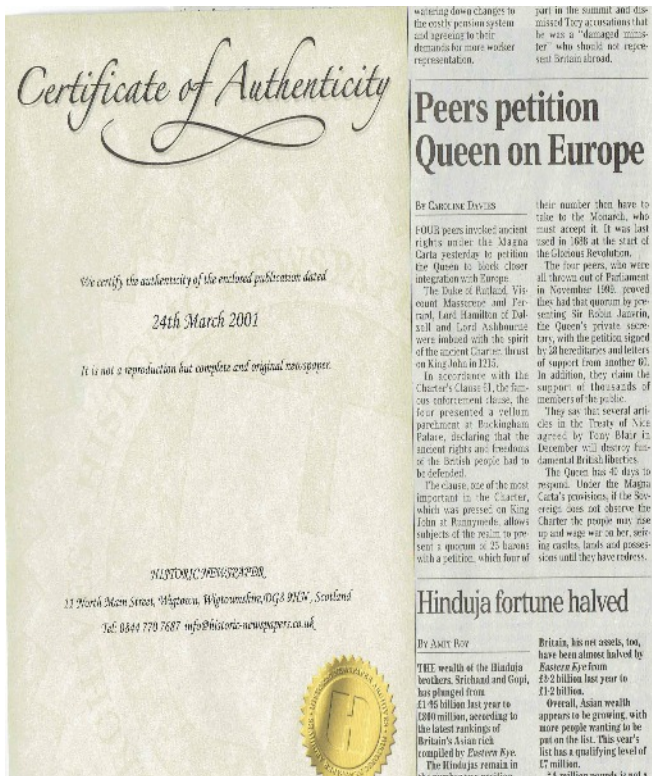 Certificate of Authenticity
We certify the authenticity of the enclosed publication dated
24th March 2001
It is not a reproduction but complete and original newspaper.
HISTORIC NEWSPAPER
11 North Main Street, Wigtown, Wigtownshire, DG8 9HN, Scotland
Tel: 0844 770 7687 info@historic-newspapers.co.uk
H
watering down changes to
the costly pension system
and agreeing to their
demands for more worker
representation.
part in the summit and dis-
missed Tory accusations that
he was a "damaged minis-
ter" who should not repre-
sent Britain abroad.
Peers petition
Queen on Europe
BY CAROLINE DAVIES
FOUR peers invoked ancient
rights under the Magna
Carta yesterday to petition
the Queen to block closer
integration with Europe.
The Duke of Rutland, Vis-
count Massereene and Fer-
rard, Lord Hamilton of Dal-
zell and Lord Ashbourne
were imbued with the spirit
of the ancient Charter, thrust
on King John in 1215.
In accordance with the
Charter's Clause 61, the fam-
ous enforcement clause, the
four presented a vellum
parchment at Buckingham
Palace, declaring that the
ancient rights and freedoms
of the British people had to
be defended.
The clause, one of the most
important in the Charter,
which was pressed on King
John at Runnymede, allows
subjects of the realm to pre-
sent a quorum of 25 barons
with a petition, which four of
their number then have to
take to the Monarch, who
must accept it. It was last
used in 1688 at the start of
the Glorious Revolution.
The four peers, who were
all thrown out of Parliament
in November 1999, proved
they had that quorum by pre-
senting Sir Robin Janvrin,
the Queen's private secre-
tary, with the petition signed
by 28 hereditaries and letters
of support from another 60.
In addition, they claim the
support of thousands of
members of the public.
They say that several arti-
cles in the Treaty of Nice
agreed by Tony Blair in
December will destroy fun-
damental British liberties.
The Queen has 40 days to
respond. Under the Magna
Carta's provisions, if the Sov-
ereign does not observe the
Charter the people may rise
up and wage war on her, seiz-
ing castles, lands and posses-
sions until they have redress.
Hinduja fortune halved
BY AMIT ROY
THE wealth of the Hinduja
brothers, Srichand and Gopi,
has plunged from
last year to
million, according to
the latest rankings of
Britain's Asian rich
compiled by Eastern Eye.
The Hindujas remain in
Britain, his net assets, too,
have been almost halved by
Eastern Eye from
billion last year to
£1·2 billion.
Overall, Asian wealth
appears to be growing, with
more people wanting to be
put on the list. This year's
list has a qualifying level of
£7 million.